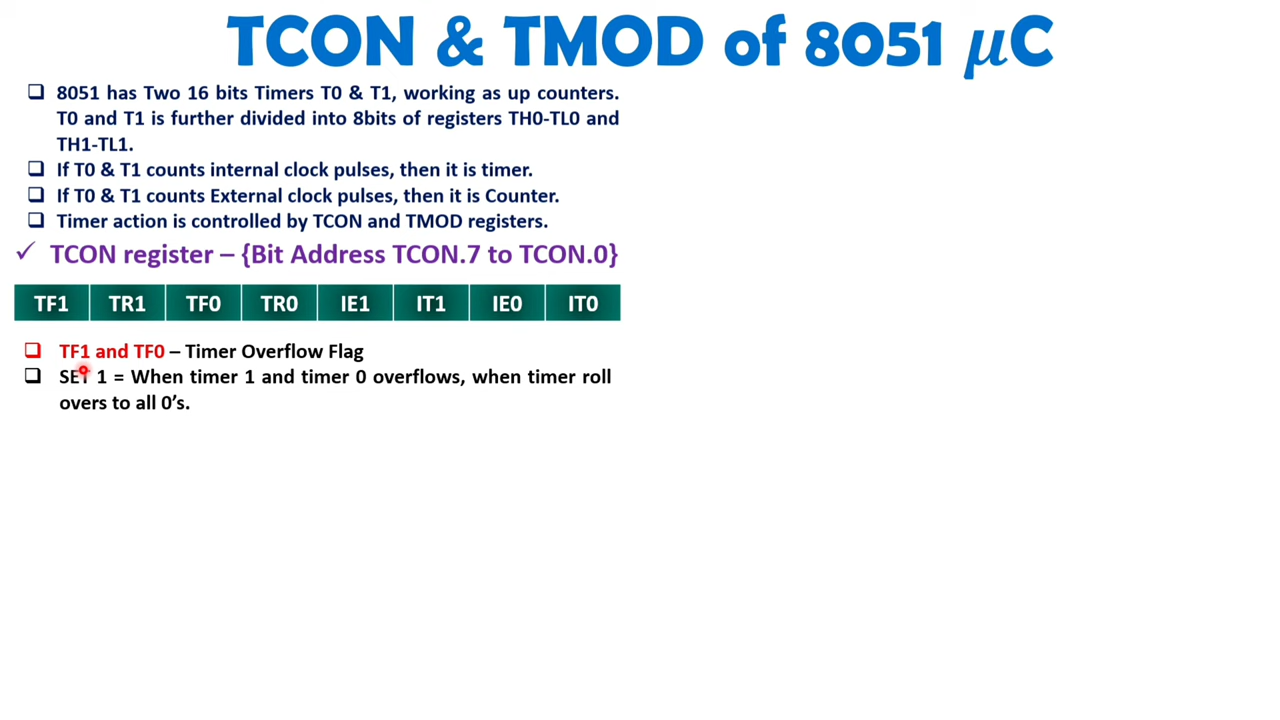 TCON & TMOD of 8051 𝜇C
❑ 8051 has Two 16 bits Timers T0 & T1, working as up counters.
T0 and T1 is further divided into 8bits of registers TH0-TL0 and
TH1-TL1.
❑ If T0 & T1 counts internal clock pulses, then it is timer.
❑ If T0 & T1 counts External clock pulses, then it is Counter.
❑ Timer action is controlled by TCON and TMOD registers.
✓ TCON register – {Bit Address TCON.7 to TCON.0}
TF1 TR1 TF0 TR0 IE1 IT1 IE0 IT0
❑ TF1 and TF0 – Timer Overflow Flag
❑ SET 1 = When timer 1 and timer 0 overflows, when timer roll
overs to all 0’s.